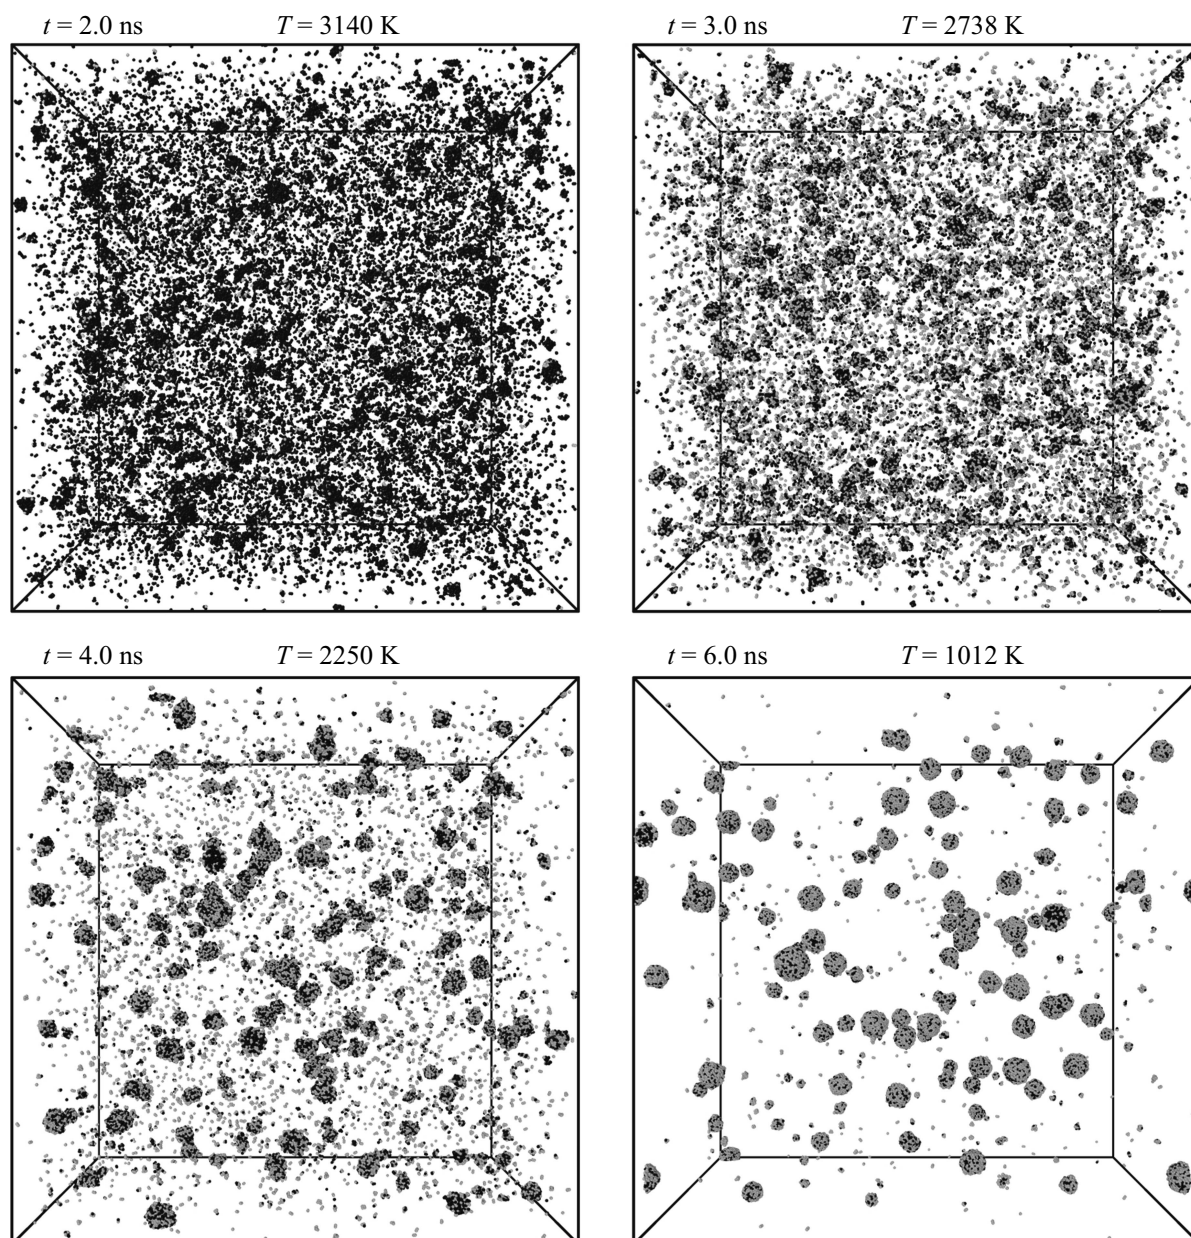 t = 2.0 ns T = 3140 K
t = 3.0 ns T = 2738 K
t = 4.0 ns T = 2250 K
t = 6.0 ns T = 1012 K